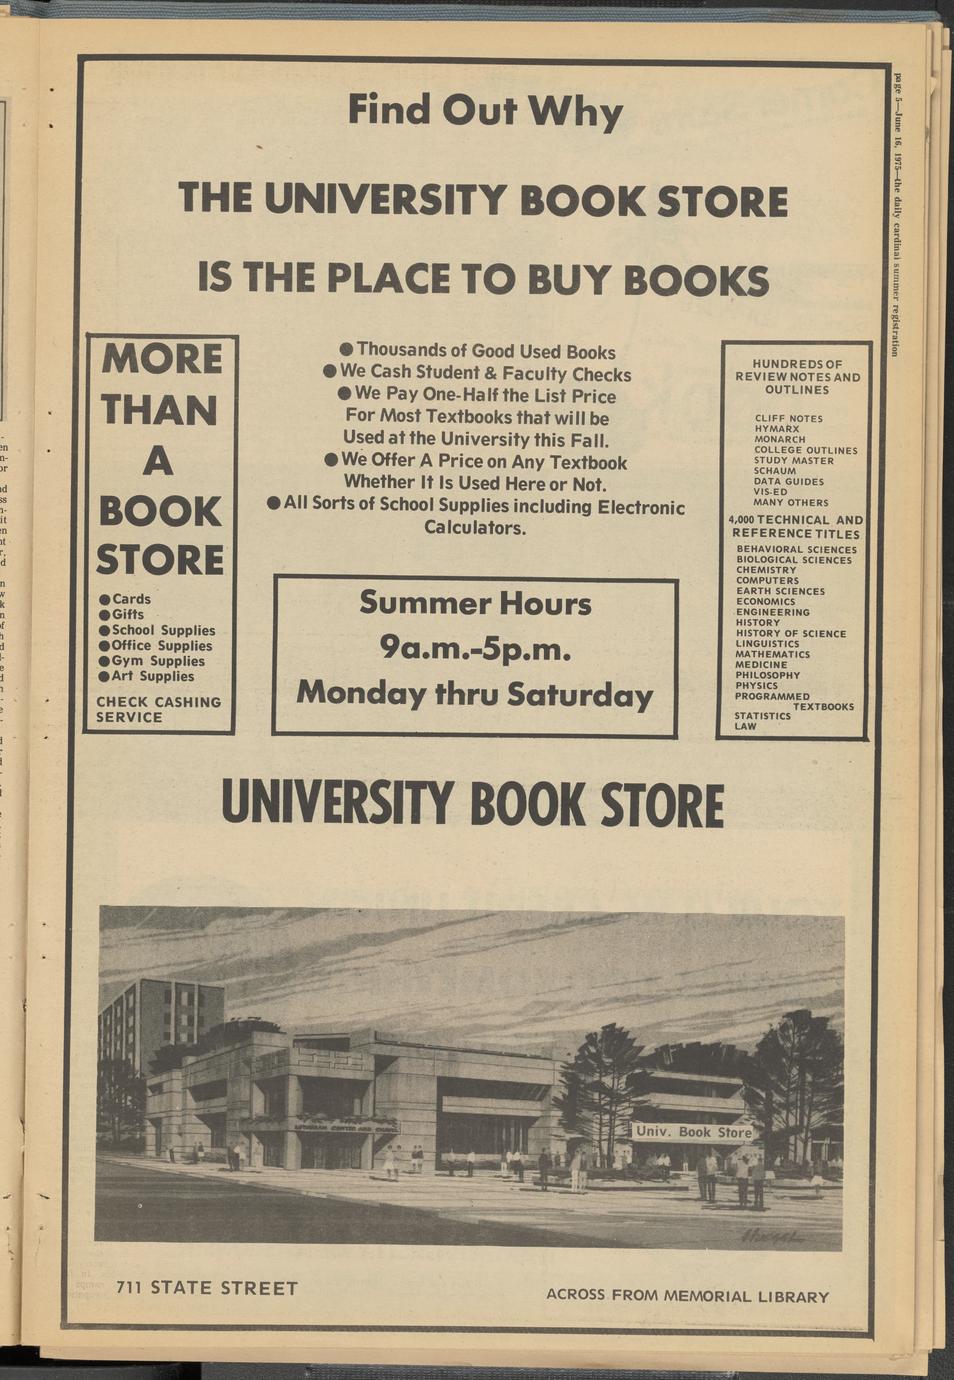 page 5—June 16, 1975—the daily cardinal summer registration
Find Out Why
THE UNIVERSITY BOOK STORE
IS THE PLACE TO BUY BOOKS
MORE
THAN
A
BOOK
STORE
●Cards
●Gifts
●School Supplies
●Office Supplies
●Gym Supplies
●Art Supplies
CHECK CASHING
SERVICE
●Thousands of Good Used Books
●We Cash Student & Faculty Checks
●We Pay One-Half the List Price
For Most Textbooks that will be
Used at the University this Fall.
●We Offer A Price on Any Textbook
Whether It Is Used Here or Not.
●All Sorts of School Supplies including Electronic
Calculators.
Summer Hours
9a.m.-5p.m.
Monday thru Saturday
HUNDREDS OF
REVIEW NOTES AND
OUTLINES
CLIFF NOTES
HYMARX
MONARCH
COLLEGE OUTLINES
STUDY MASTER
SCHAUM
DATA GUIDES
VIS-ED
MANY OTHERS
4,000 TECHNICAL AND
REFERENCE TITLES
BEHAVIORAL SCIENCES
BIOLOGICAL SCIENCES
CHEMISTRY
COMPUTERS
EARTH SCIENCES
ECONOMICS
ENGINEERING
HISTORY
HISTORY OF SCIENCE
LINGUISTICS
MATHEMATICS
MEDICINE
PHILOSOPHY
PHYSICS
PROGRAMMED
TEXTBOOKS
STATISTICS
LAW
UNIVERSITY BOOK STORE
LUTHERAN CENTER AND
Univ. Book Store
711 STATE STREET
ACROSS FROM MEMORIAL LIBRARY